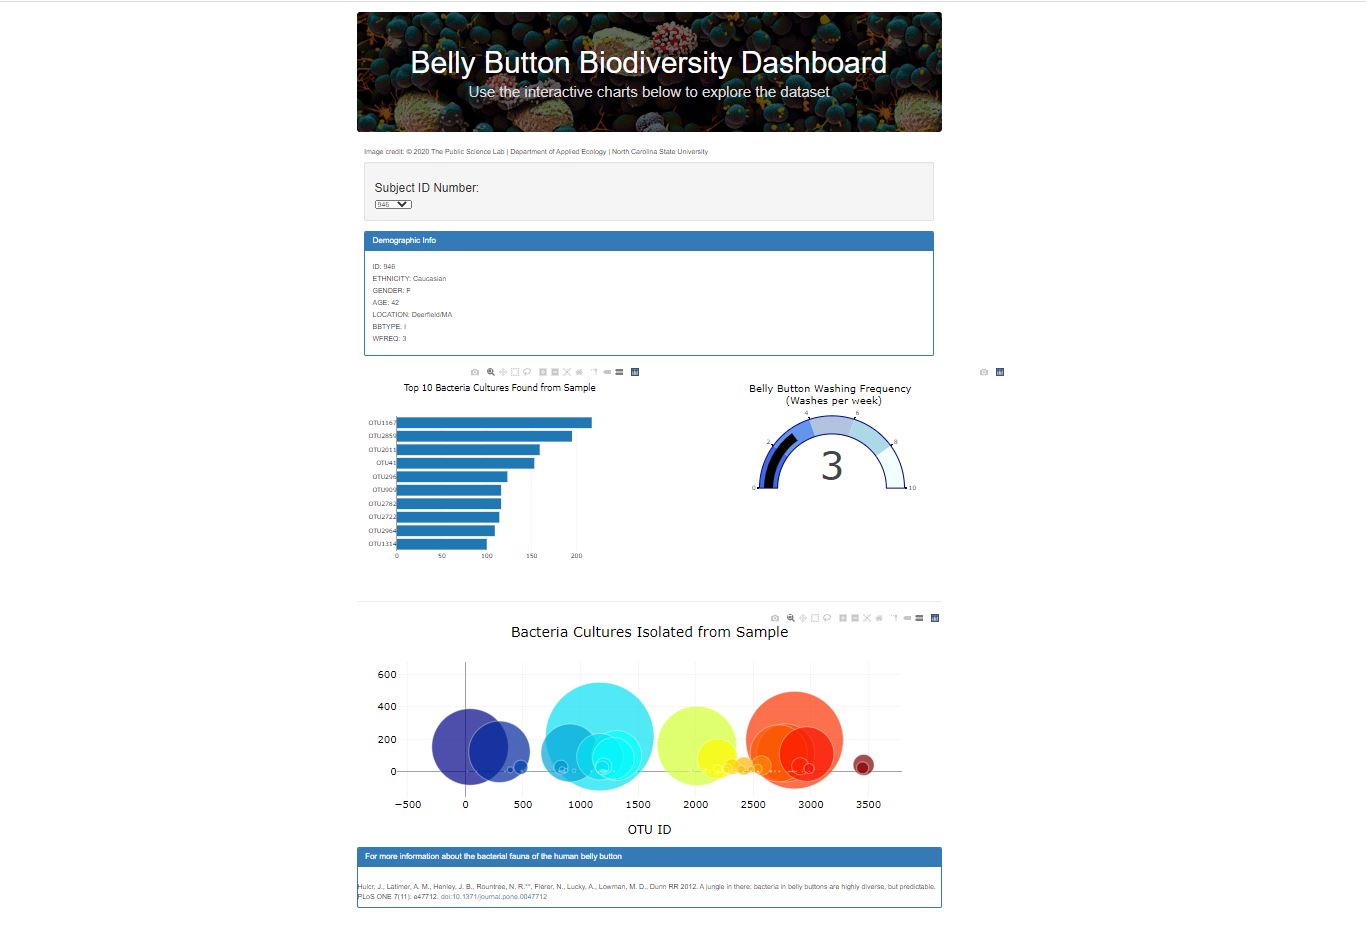 Belly Button Biodiversity Dashboard
Use the interactive charts below to explore the dataset
Image credit: © 2020 The Public Science Lab | Department of Applied Ecology | North Carolina State University
Subject ID Number:
946
Demographic Info
ID: 946
ETHNICITY: Caucasian
GENDER: F
AGE: 42
LOCATION: Deerfield/MA
BBTYPE: I
WFREQ: 3
Top 10 Bacteria Cultures Found from Sample
OTU1167
OTU2859
OTU2011
OTU41
OTU296
OTU909
OTU2782
OTU2722
OTU2964
OTU1314
0 50 100 150 200
Belly Button Washing Frequency
(Washes per week)
0 2 4 6 8 10
3
Bacteria Cultures Isolated from Sample
600
400
200
0
−500 0 500 1000 1500 2000 2500 3000 3500
OTU ID
For more information about the bacterial fauna of the human belly button
Hulcr, J., Latimer, A. M., Henley, J. B., Rountree, N. R.**, Fierer, N., Lucky, A., Lowman, M. D., Dunn RR 2012. A jungle in there: bacteria in belly buttons are highly diverse, but predictable.
PLoS ONE 7(11): e47712. doi:10.1371/journal.pone.0047712